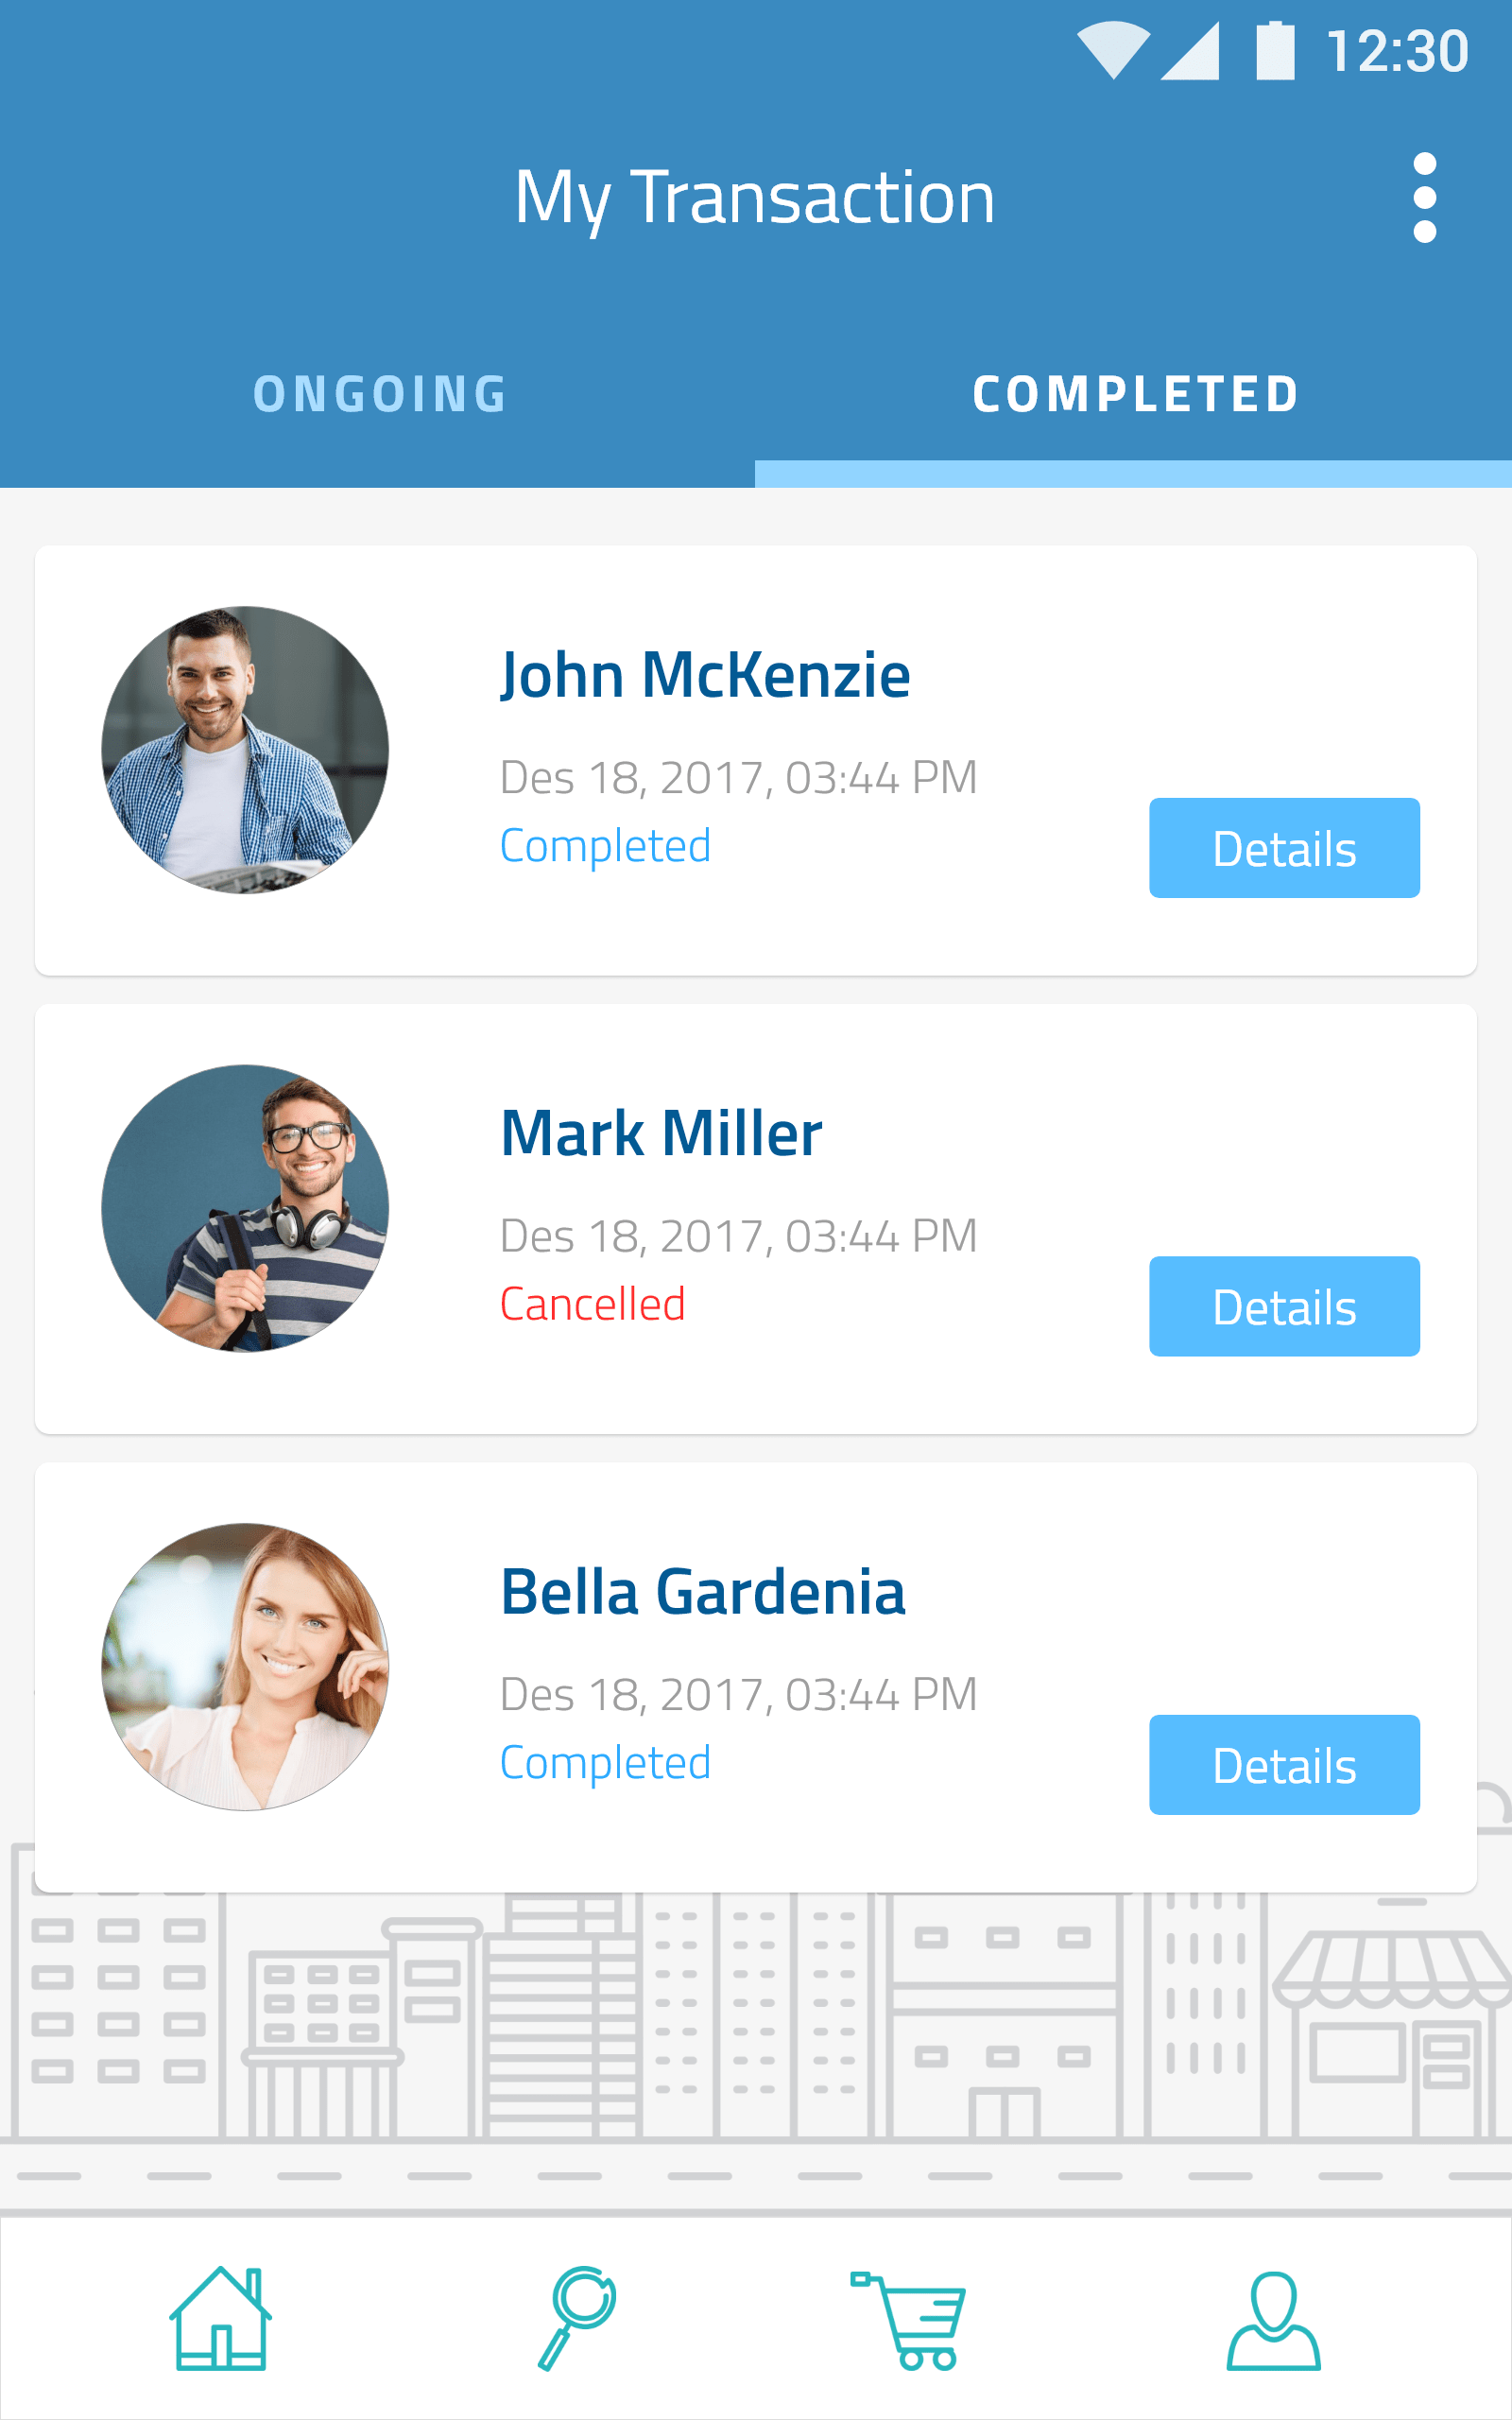 12:30
My Transaction
ONGOING
COMPLETED
John McKenzie
Des 18, 2017, 03:44 PM
Completed
Details
Mark Miller
Des 18, 2017, 03:44 PM
Cancelled
Details
Bella Gardenia
Des 18, 2017, 03:44 PM
Completed
Details